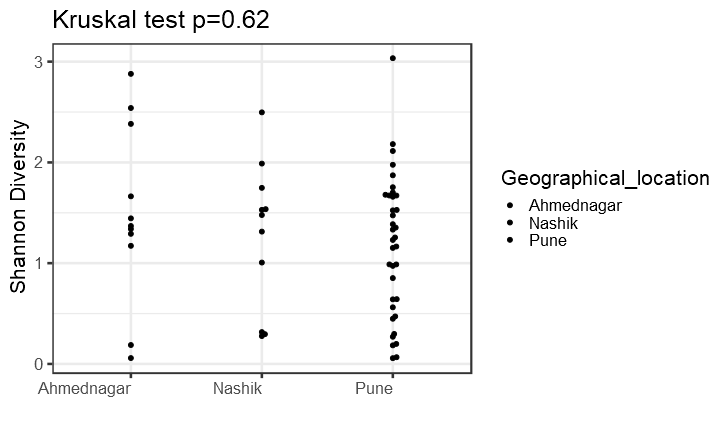 Kruskal test p=0.62
3
2
1
0
Shannon Diversity
Ahmednagar
Nashik
Pune
Geographical_location
Ahmednagar
Nashik
Pune